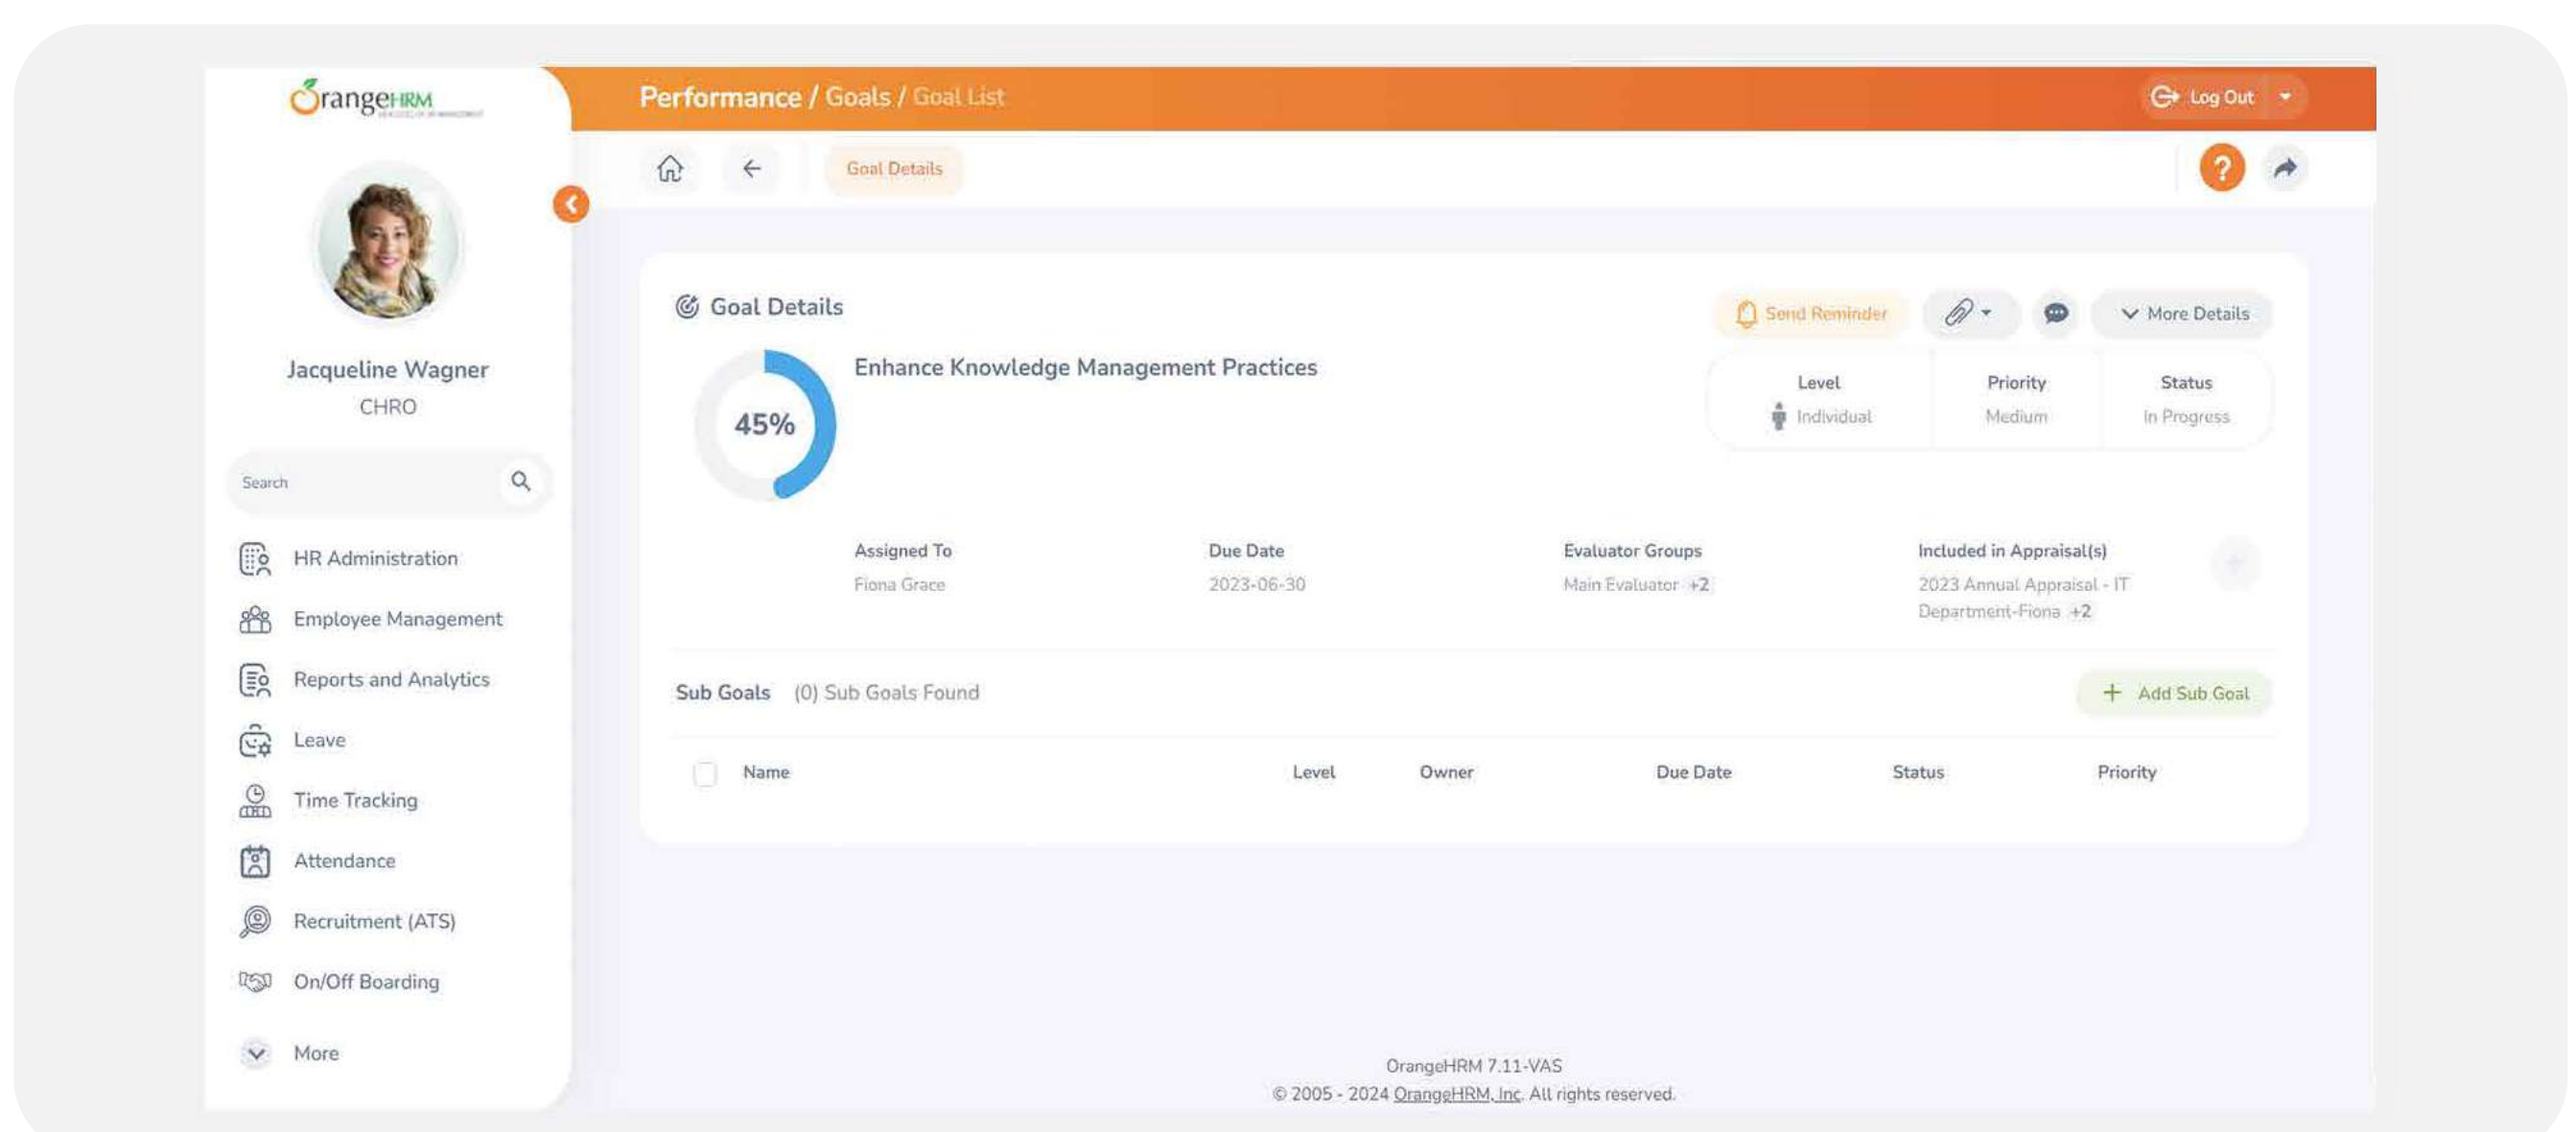 OrangeHRM
Performance / Goals / Goal List
Log Out
Goal Details
?
Jacqueline Wagner
CHRO
Search
HR Administration
Employee Management
Reports and Analytics
Leave
Time Tracking
Attendance
Recruitment (ATS)
On/Off Boarding
More
Goal Details
Send Reminder
More Details
45%
Enhance Knowledge Management Practices
Level Priority Status
Individual Medium In Progress
Assigned To Due Date Evaluator Groups Included in Appraisal(s)
Fiona Grace 2023-06-30 Main Evaluator +2 2023 Annual Appraisal - IT
Department-Fiona +2
Sub Goals (0) Sub Goals Found
+ Add Sub Goal
Name Level Owner Due Date Status Priority
OrangeHRM 7.11-VAS
© 2005 - 2024 OrangeHRM, Inc. All rights reserved.